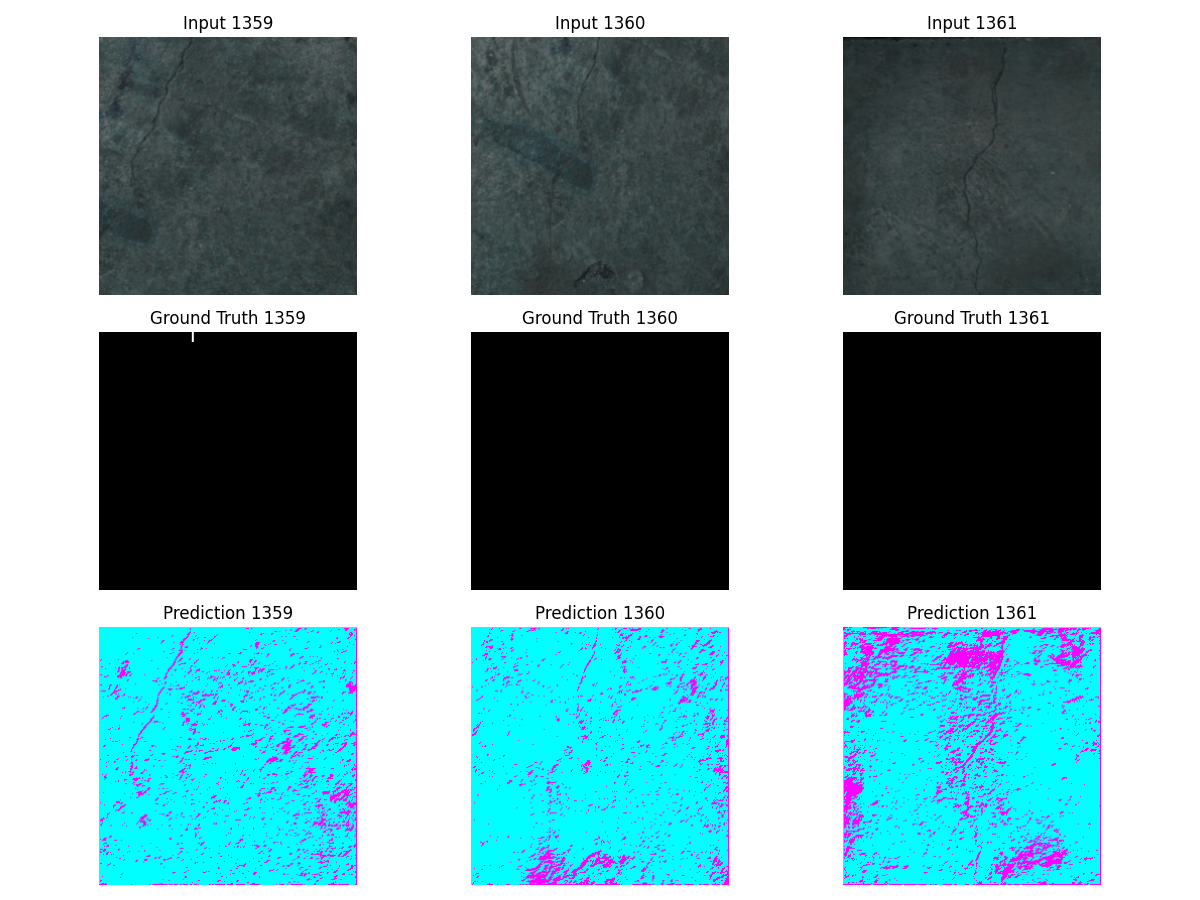 Input 1359
Input 1360
Input 1361
Ground Truth 1359
Ground Truth 1360
Ground Truth 1361
Prediction 1359
Prediction 1360
Prediction 1361